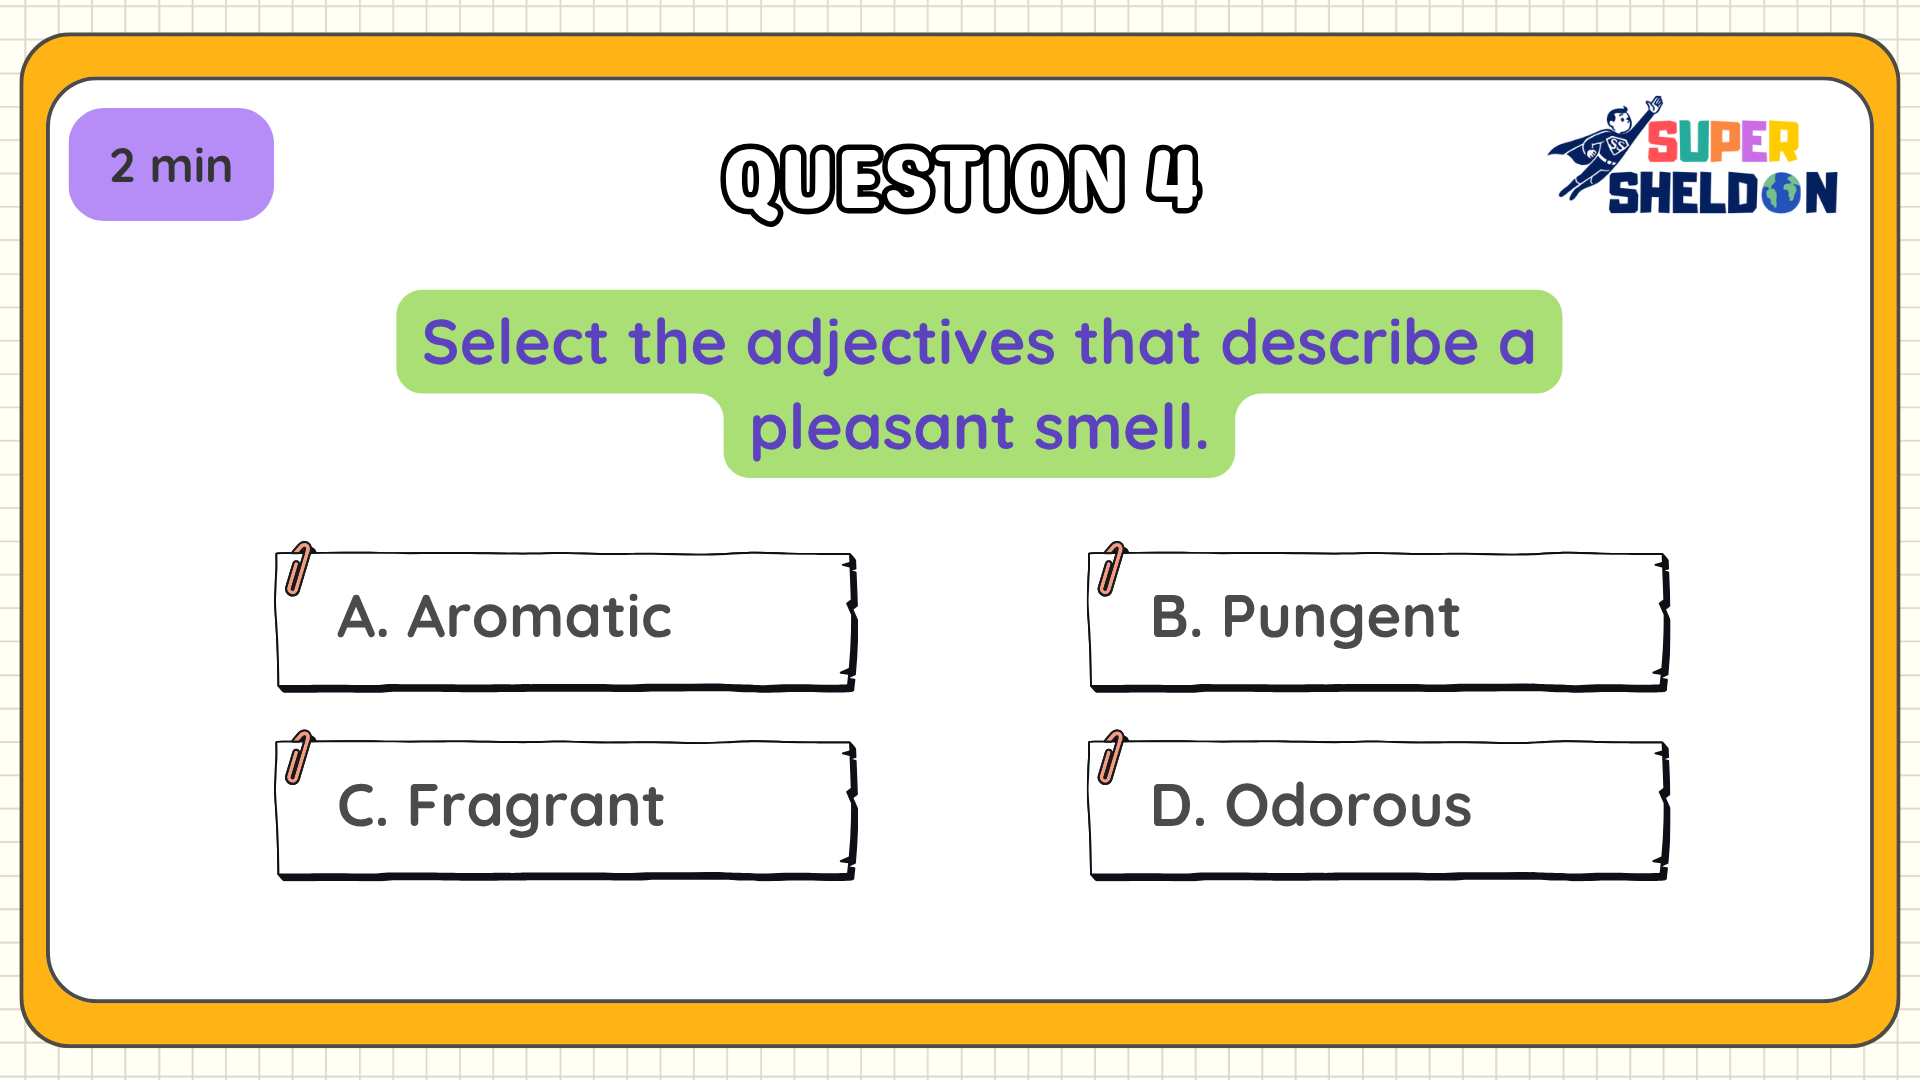 2 min
QUESTION 4
SUPER
SHELDON
Select the adjectives that describe a
pleasant smell.
A. Aromatic
B. Pungent
C. Fragrant
D. Odorous